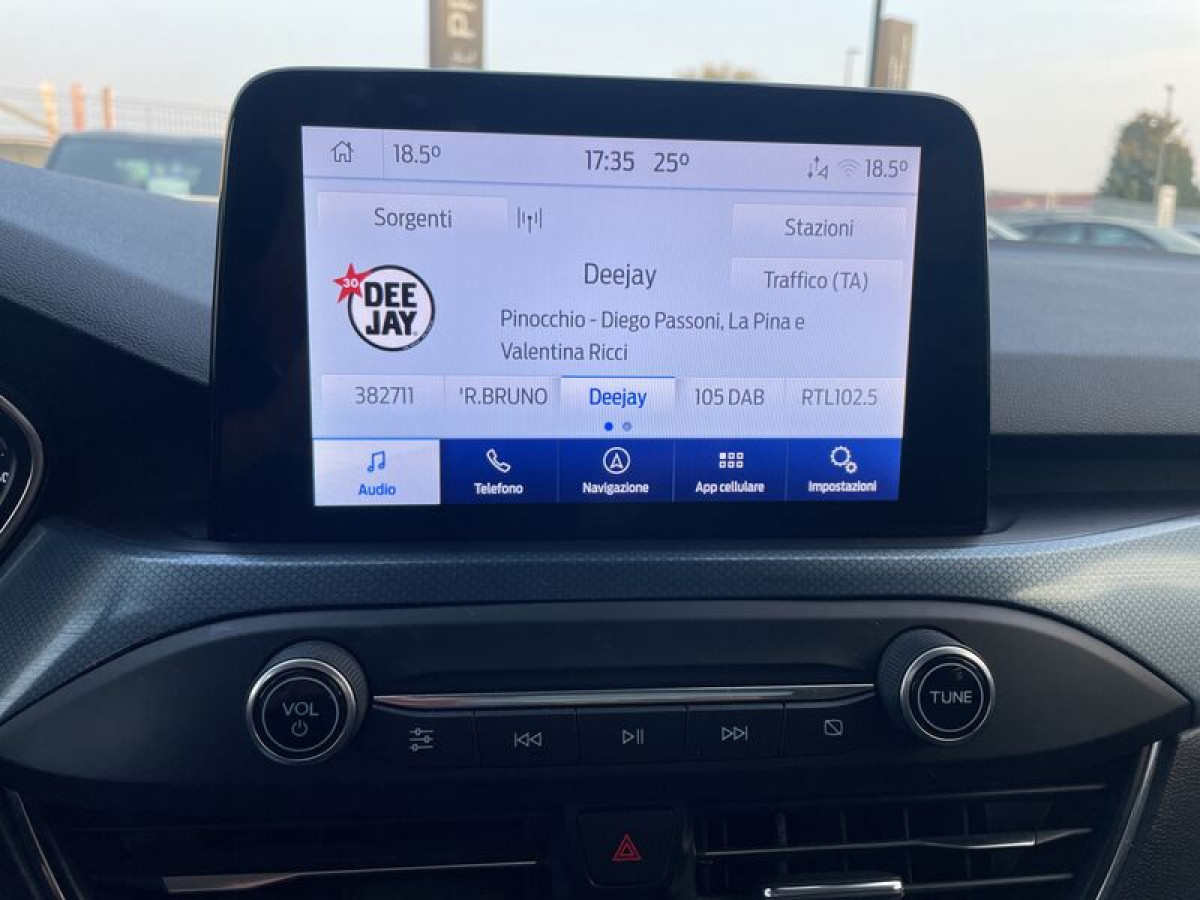 18.5º
17:35 25º
18.5º
Sorgenti
Stazioni
30
DEE
JAY
Deejay
Traffico (TA)
Pinocchio - Diego Passoni, La Pina e
Valentina Ricci
382711
'R.BRUNO
Deejay
105 DAB
RTL102.5
Audio
Telefono
Navigazione
App cellulare
Impostazioni
VOL
TUNE